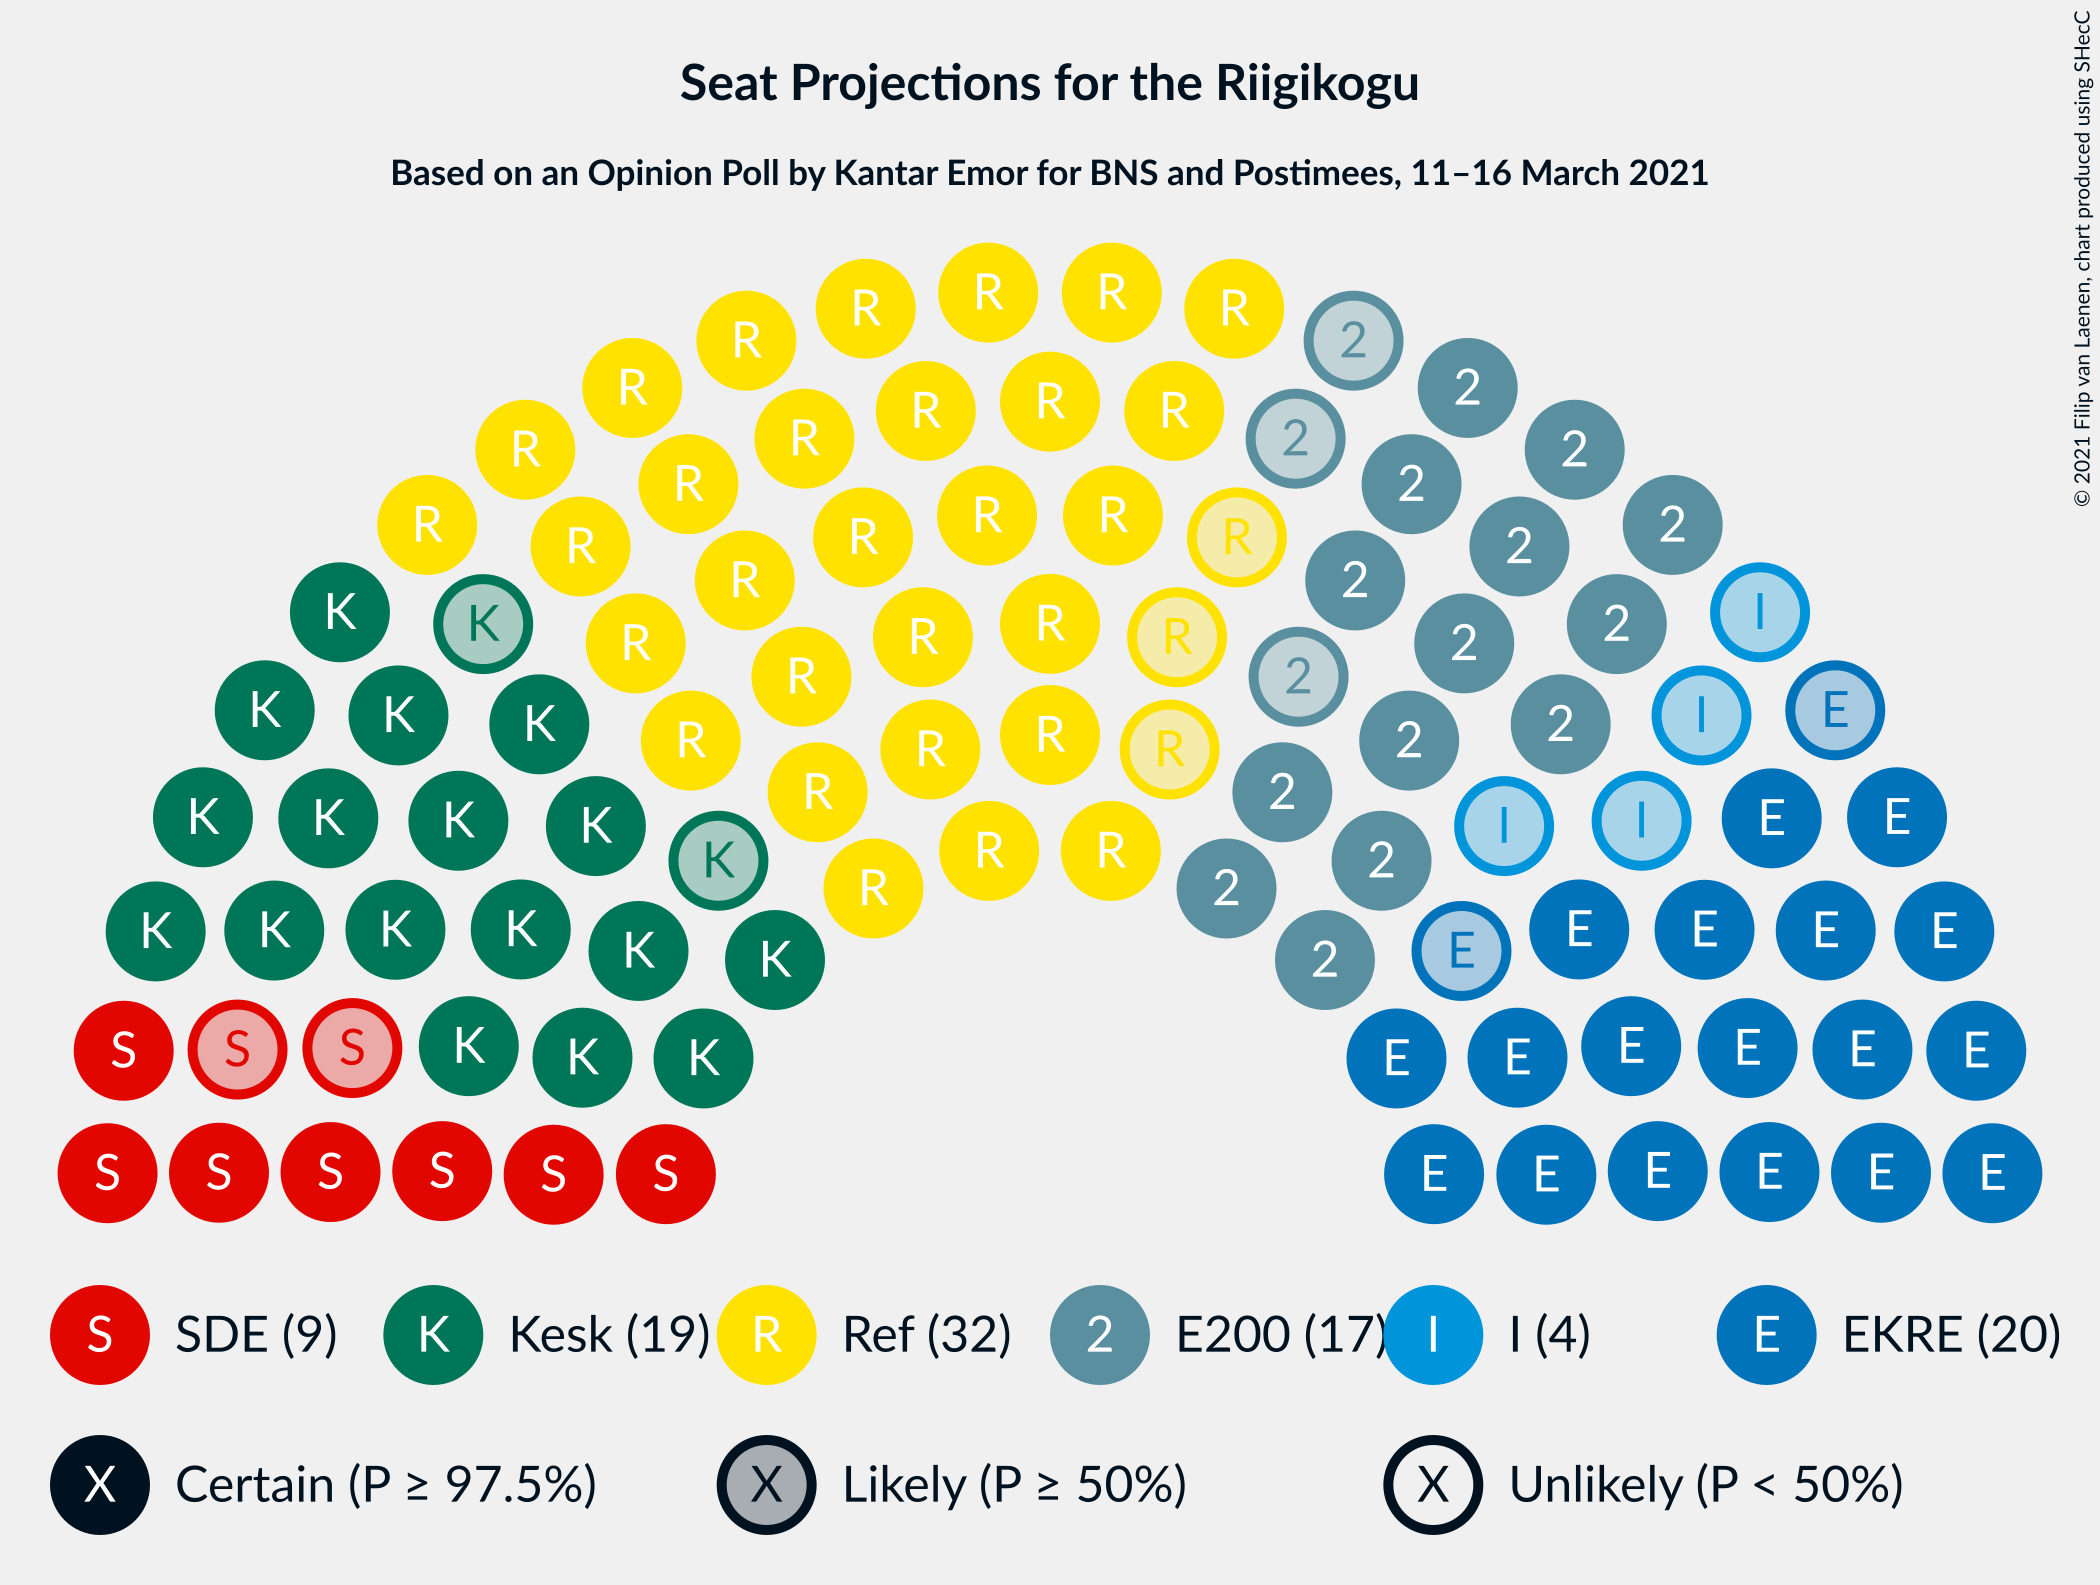 Seat Projections for the Riigikogu
Based on an Opinion Poll by Kantar Emor for BNS and Postimees, 11–16 March 2021
© 2021 Filip van Laenen, chart produced using SHecC
R R R R R
R 2
R R R R 2
R R 2 2
R R R R 2 2
R R R R 2 2
K K R R R R R 2 2 2 I
K K K R R R R R 2 2 2 I E
K K K K K R R R 2 2 2 I I E E
K K K K K K 2 E E E E E
S S S K K K E E E E E E
S S S S S S E E E E E E
S SDE (9) K Kesk (19) R Ref (32) 2 E200 (17) I I (4) E EKRE (20)
X Certain (P ≥ 97.5%) X Likely (P ≥ 50%) X Unlikely (P < 50%)